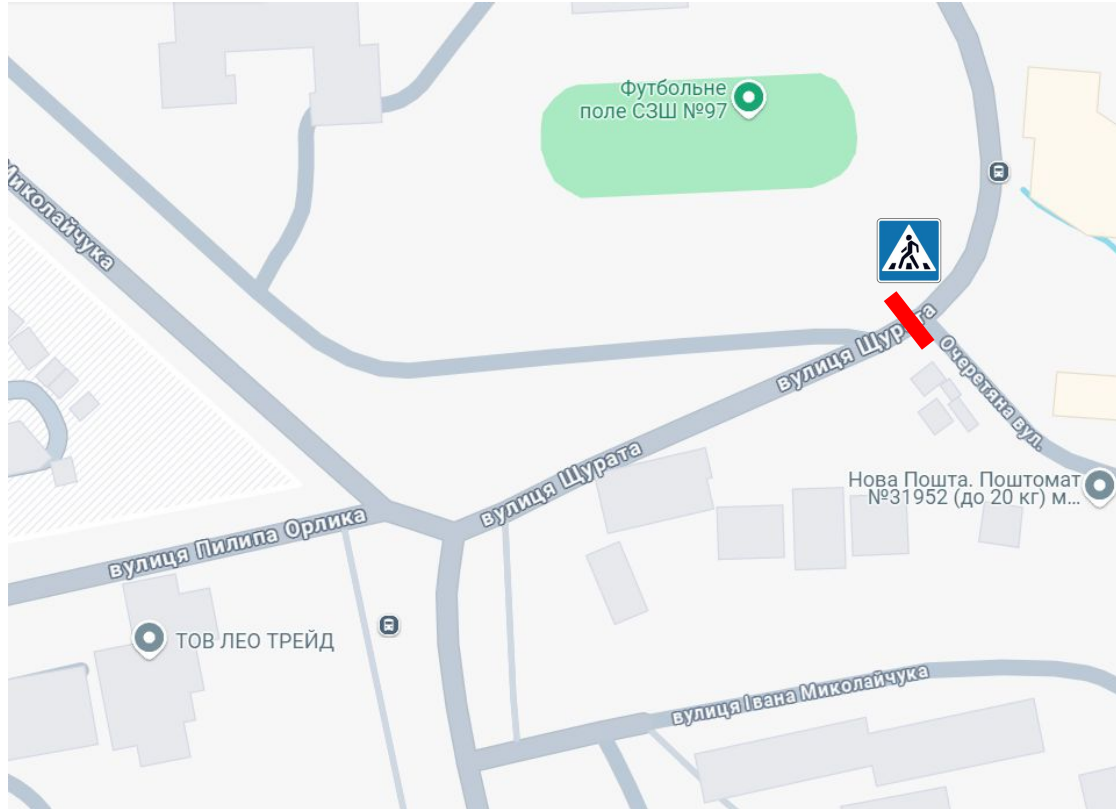 Футбольне
поле СЗШ №97
Миколайчука
вулиця Щурата
Очеретяна вул.
вулиця Щурата
Нова Пошта. Поштомат
№31952 (до 20 кг) м...
вулиця Пилипа Орлика
ТОВ ЛЕО ТРЕЙД
вулиця Івана Миколайчука